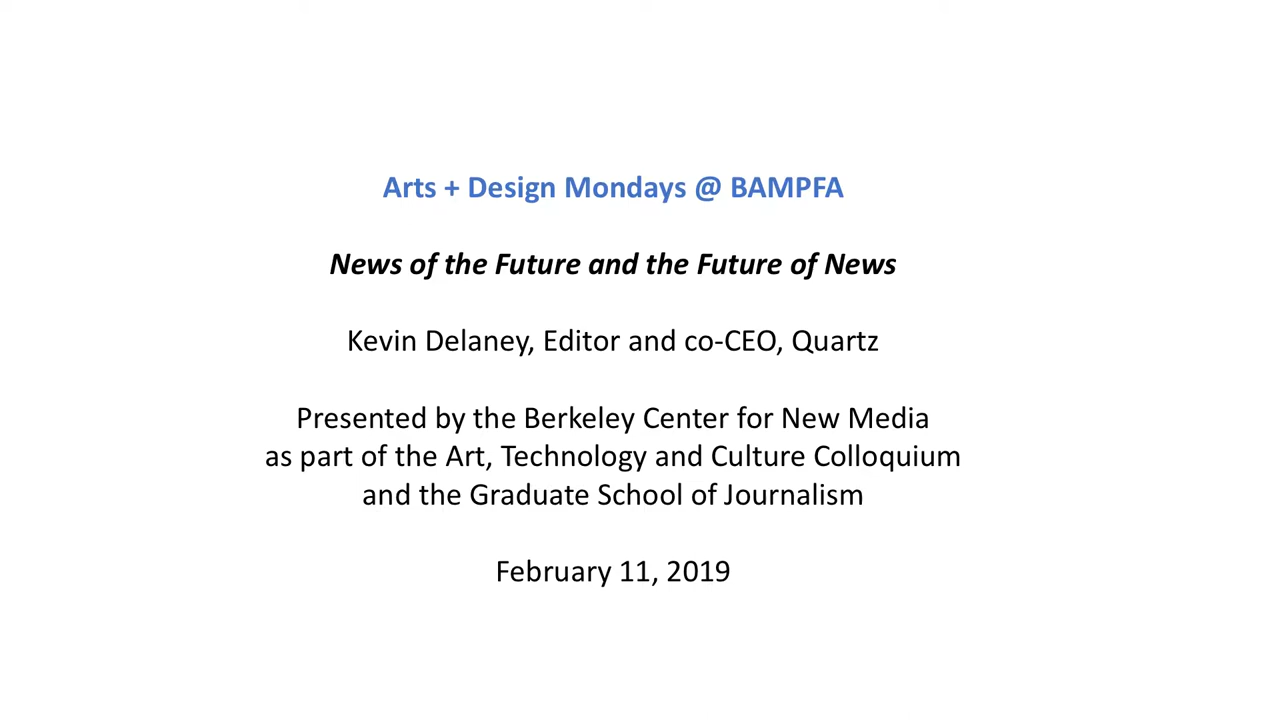 Arts + Design Mondays @ BAMPFA
News of the Future and the Future of News
Kevin Delaney, Editor and co-CEO, Quartz
Presented by the Berkeley Center for New Media
as part of the Art, Technology and Culture Colloquium
and the Graduate School of Journalism
February 11, 2019